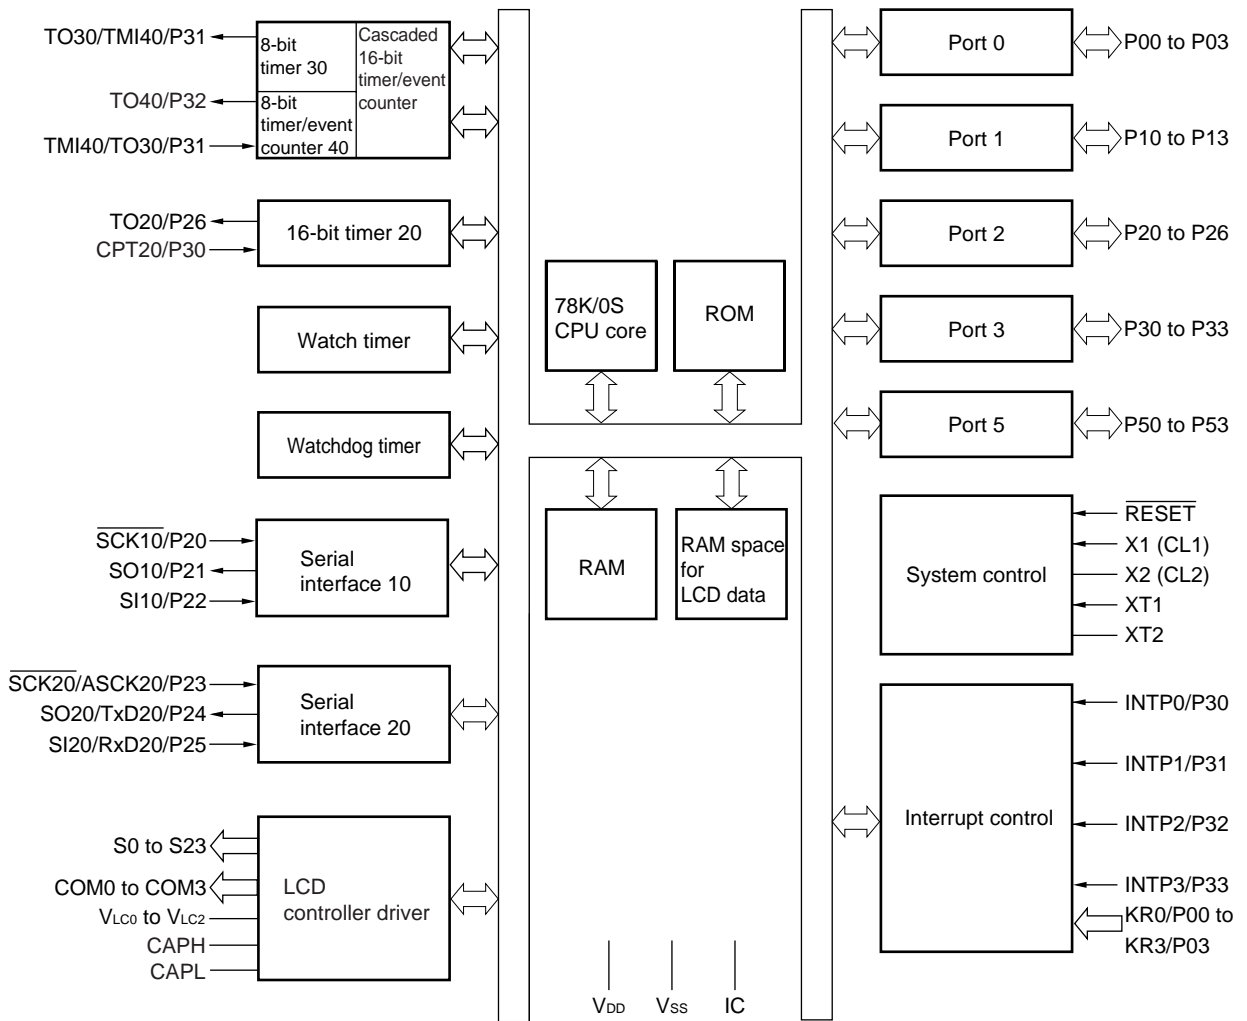 TO30/TMI40/P31
TO40/P32
TMI40/TO30/P31
8-bit
timer 30
8-bit
timer/event
counter 40
Cascaded
16-bit
timer/event
counter
TO20/P26
CPT20/P30
16-bit timer 20
Watch timer
Watchdog timer
SCK10/P20
SO10/P21
SI10/P22
Serial
interface 10
SCK20/ASCK20/P23
SO20/TxD20/P24
SI20/RxD20/P25
Serial
interface 20
S0 to S23
COM0 to COM3
VLC0 to VLC2
CAPH
CAPL
LCD
controller driver
78K/0S
CPU core
ROM
RAM
RAM space
for
LCD data
VDD
VSS
IC
Port 0
P00 to P03
Port 1
P10 to P13
Port 2
P20 to P26
Port 3
P30 to P33
Port 5
P50 to P53
System control
RESET
X1 (CL1)
X2 (CL2)
XT1
XT2
Interrupt control
INTP0/P30
INTP1/P31
INTP2/P32
INTP3/P33
KR0/P00 to
KR3/P03